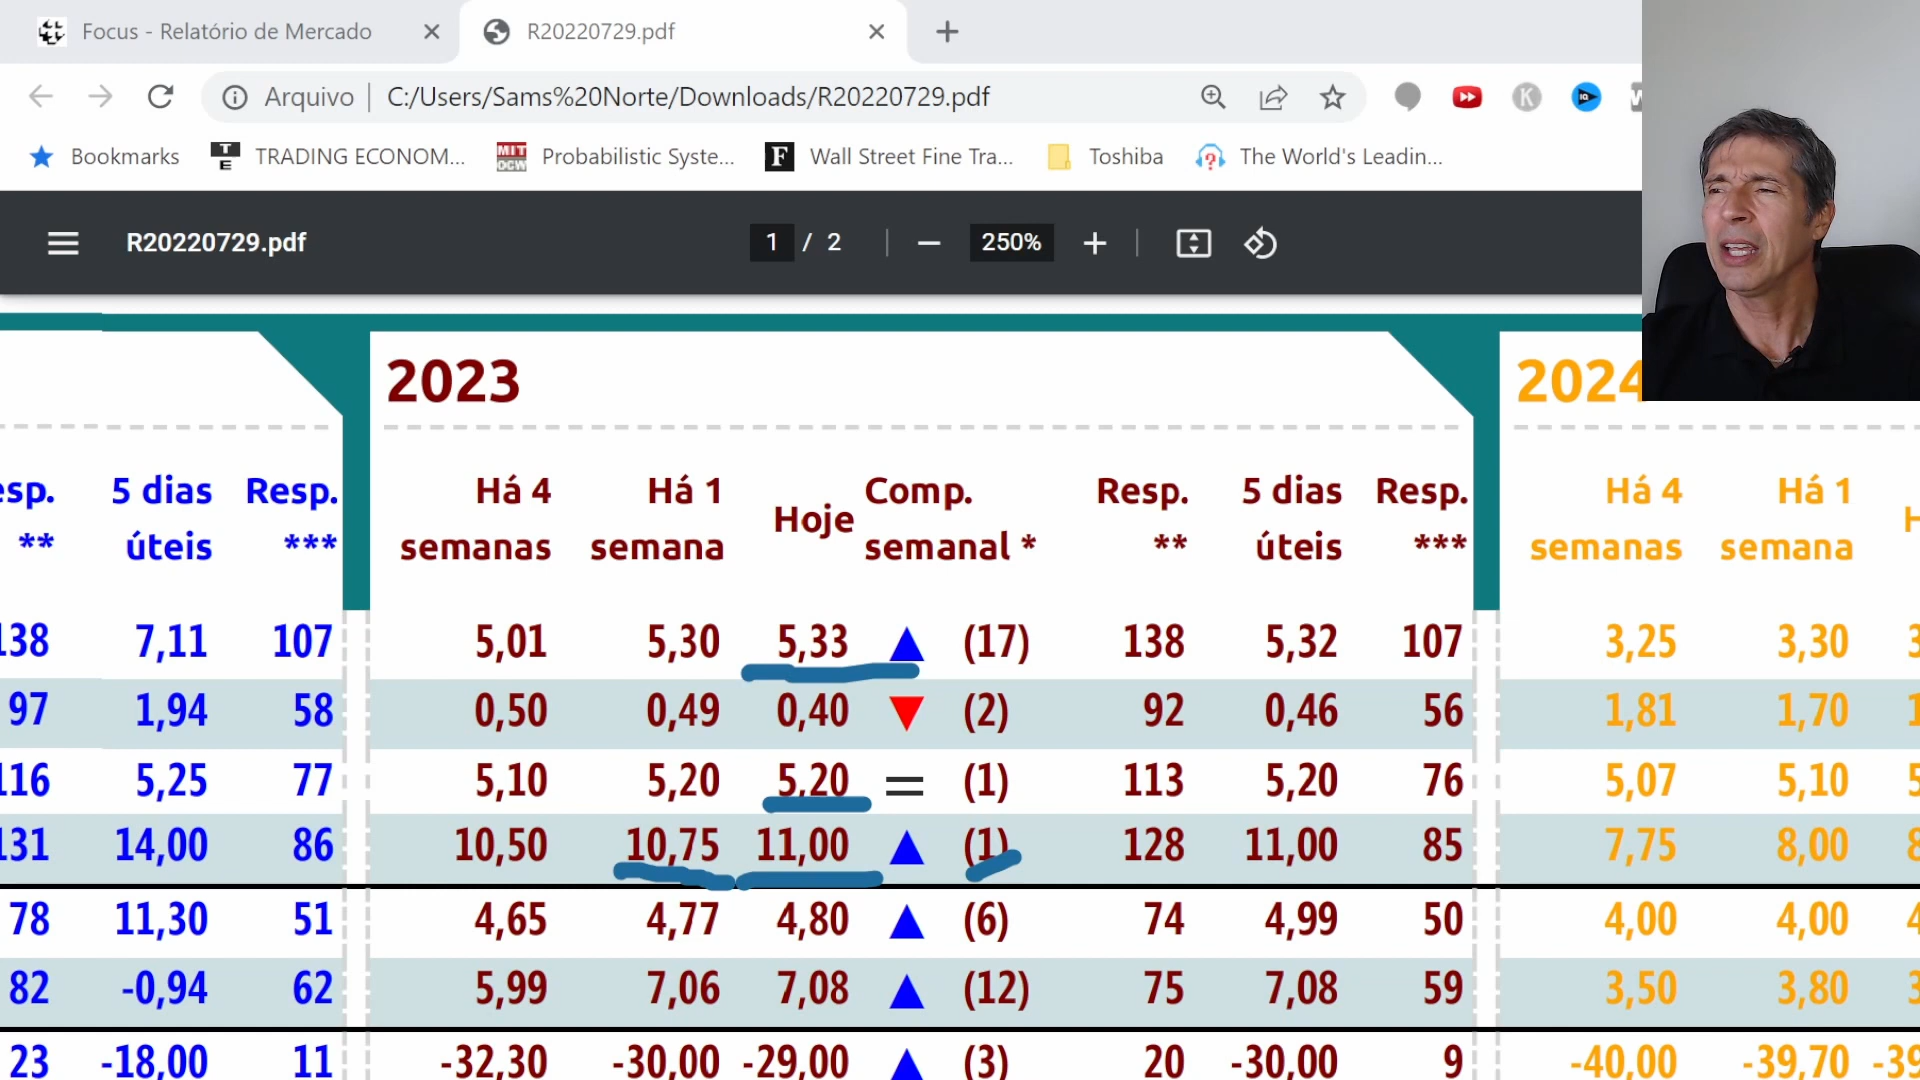 Focus - Relatório de Mercado
R20220729.pdf
Arquivo | C:/Users/Sams%20Norte/Downloads/R20220729.pdf
K
Bookmarks TE TRADING ECONOM... MIT OCW Probabilistic Syste... F Wall Street Fine Tra... Toshiba The World's Leadin...
R20220729.pdf 1 / 2 250%
2023
5 dias úteis Resp. *** Há 4 semanas Há 1 semana Hoje Comp. semanal * Resp. ** 5 dias úteis Resp. *** Há 4 semanas Há 1 semana
138 7,11 107 5,01 5,30 5,33 ▲ (17) 138 5,32 107 3,25 3,30
97 1,94 58 0,50 0,49 0,40 ▼ (2) 92 0,46 56 1,81 1,70
116 5,25 77 5,10 5,20 5,20 = (1) 113 5,20 76 5,07 5,10
131 14,00 86 10,50 10,75 11,00 ▲ (1) 128 11,00 85 7,75 8,00
78 11,30 51 4,65 4,77 4,80 ▲ (6) 74 4,99 50 4,00 4,00
82 -0,94 62 5,99 7,06 7,08 ▲ (12) 75 7,08 59 3,50 3,80
23 -18,00 11 -32,30 -30,00 -29,00 ▲ (3) 20 -30,00 9 -40,00 -39,70